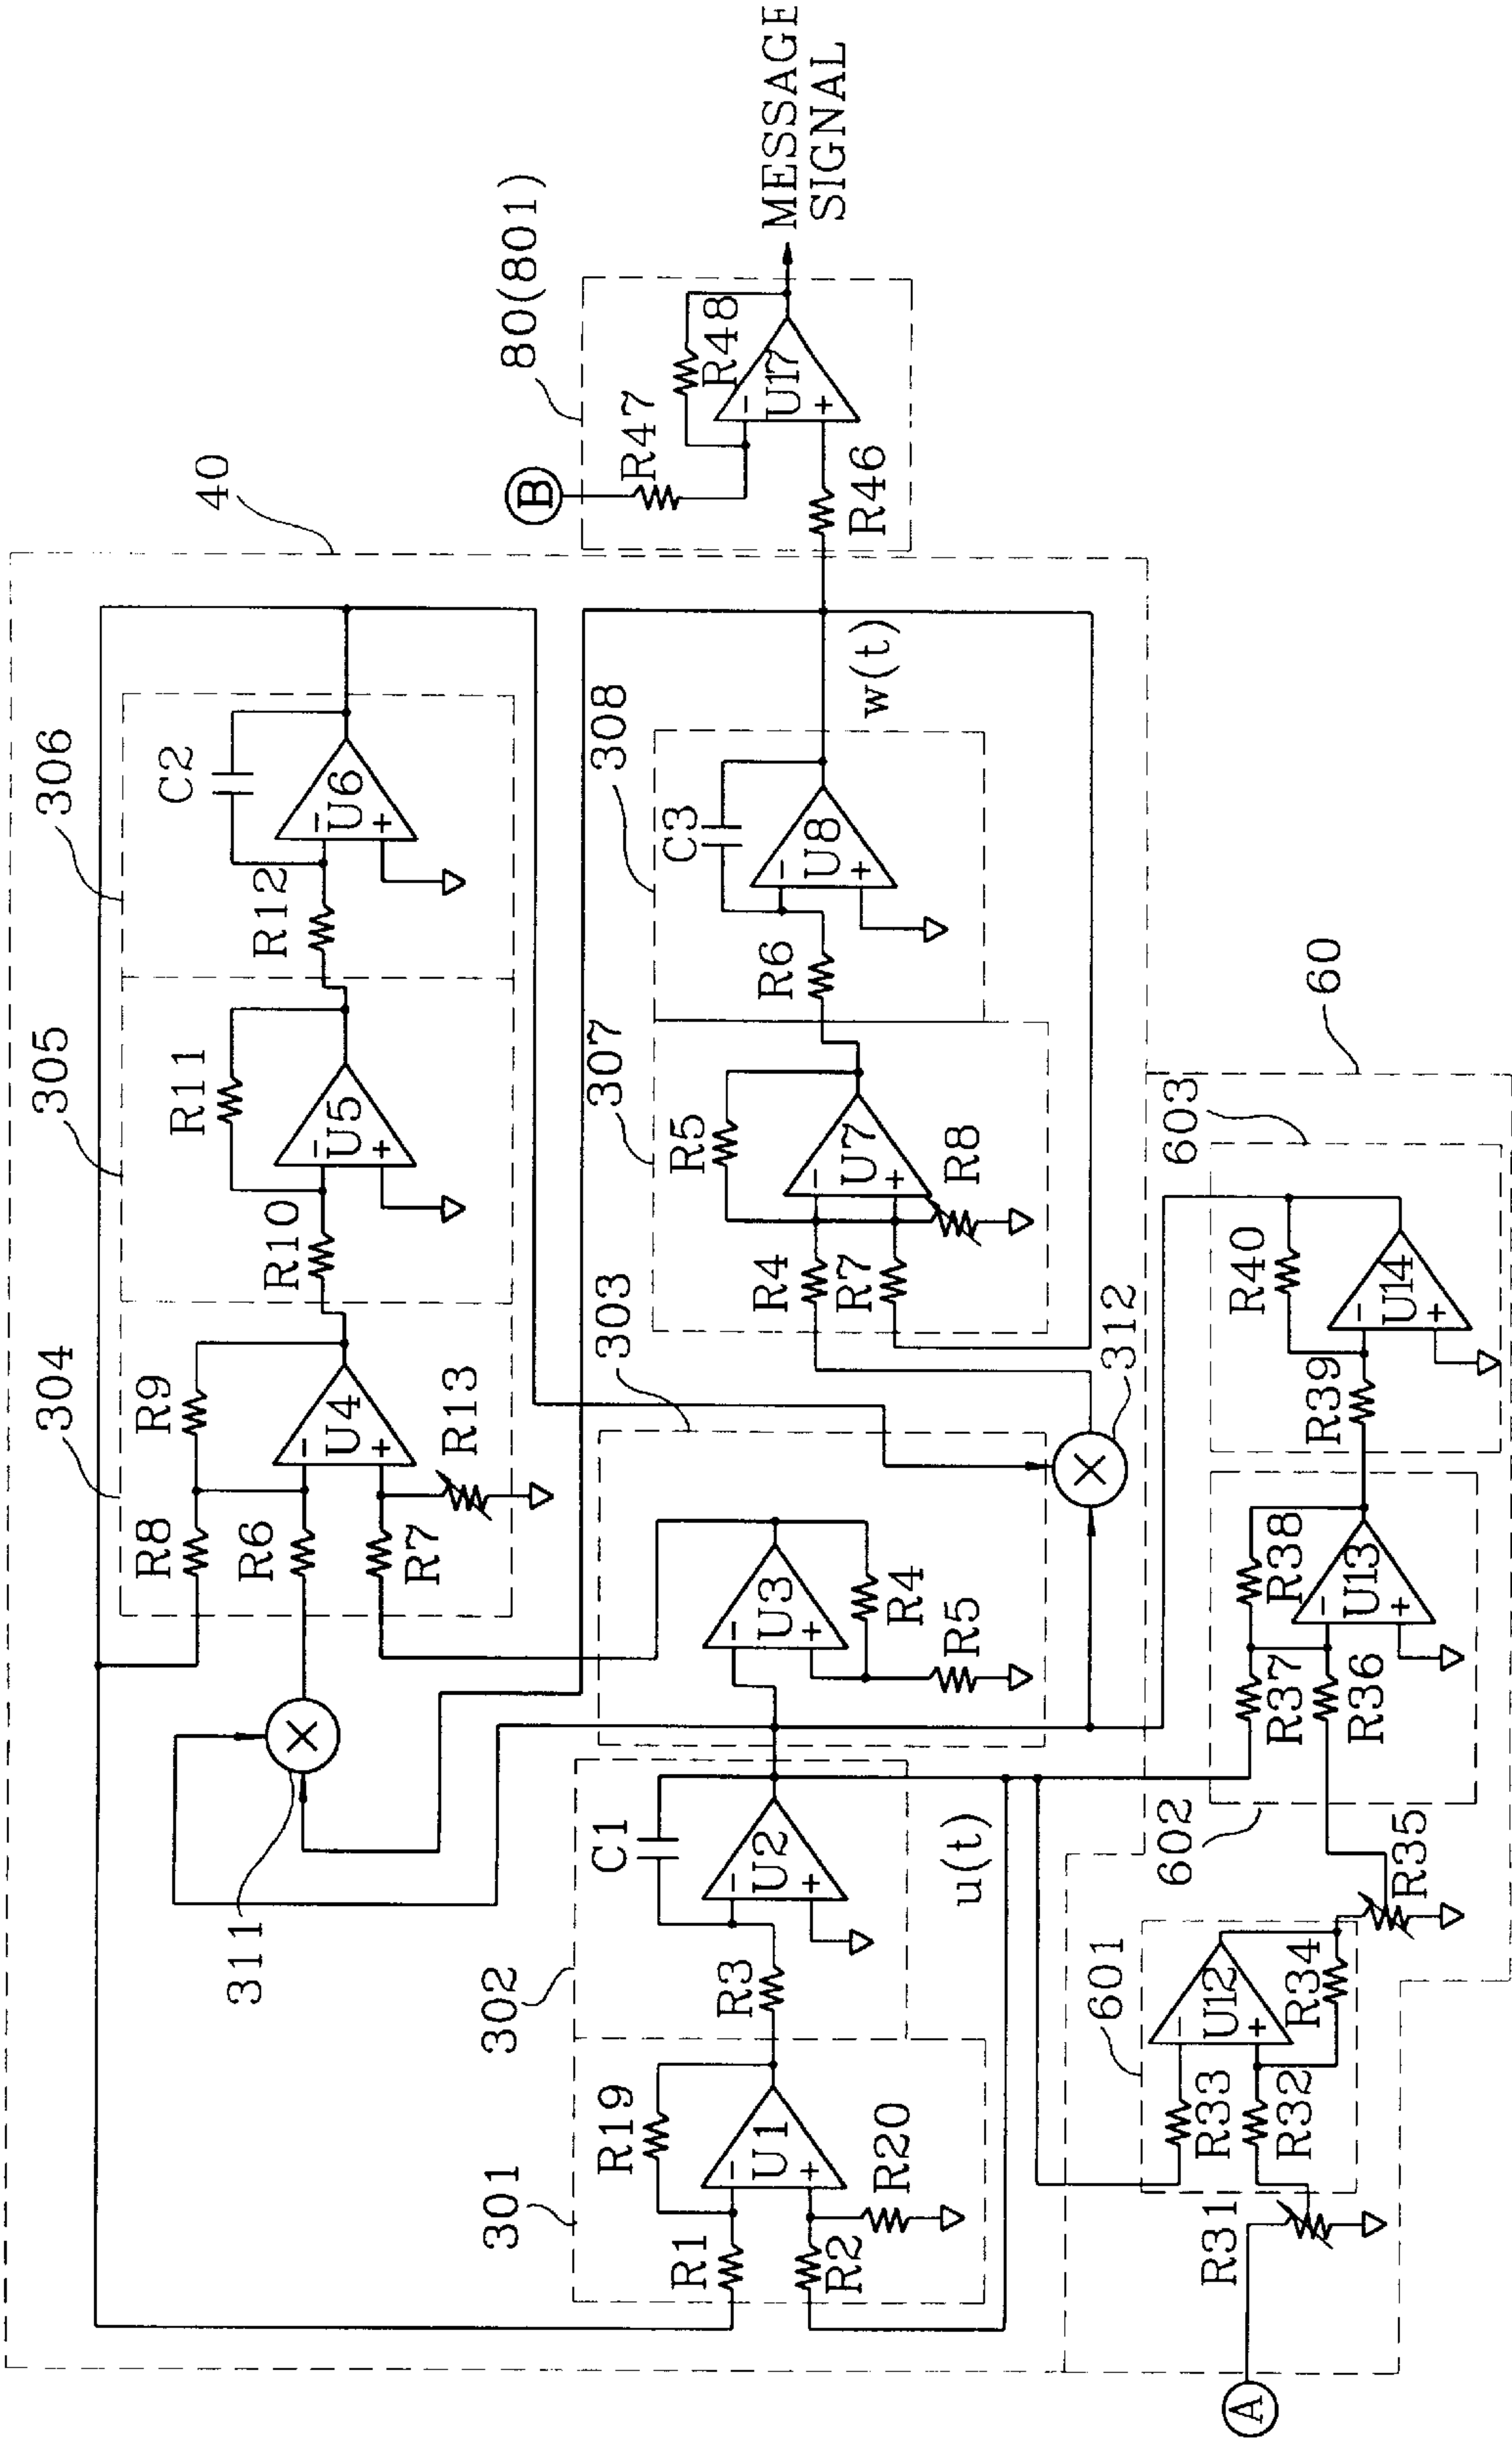 40
304
305
306
R8
R9
R6
U4
−
+
R7
R13
R10
R11
U5
−
+
R12
C2
U6
−
+
311
80(801)
B
R47
R48
U17
−
+
R46
MESSAGE
SIGNAL
303
U3
−
+
R4
R5
307
308
R4
R5
R7
U7
−
+
R8
R6
C3
U8
−
+
w(t)
312
301
302
R1
R19
U1
−
+
R2
R20
R3
C1
U2
−
+
u(t)
60
601
602
603
A
R31
R33
R32
U12
−
+
R34
R35
R37
R38
R36
U13
−
+
R39
R40
U14
−
+